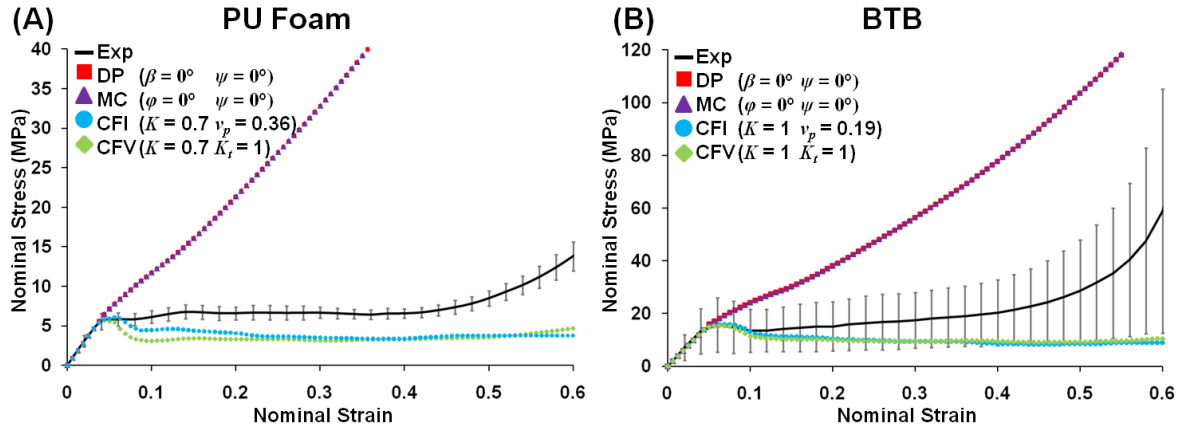 (A) PU Foam
40
35
30
25
20
15
10
5
0
Nominal Stress (MPa)
Exp
DP (β = 0° ψ = 0°)
MC (φ = 0° ψ = 0°)
CFI (K = 0.7 νp = 0.36)
CFV(K = 0.7 Kt = 1)
0 0.1 0.2 0.3 0.4 0.5 0.6
Nominal Strain
(B) BTB
120
100
80
60
40
20
0
Nominal Stress (MPa)
Exp
DP (β = 0° ψ = 0°)
MC (φ = 0° ψ = 0°)
CFI (K = 1 νp = 0.19)
CFV(K = 1 Kt = 1)
0 0.1 0.2 0.3 0.4 0.5 0.6
Nominal Strain